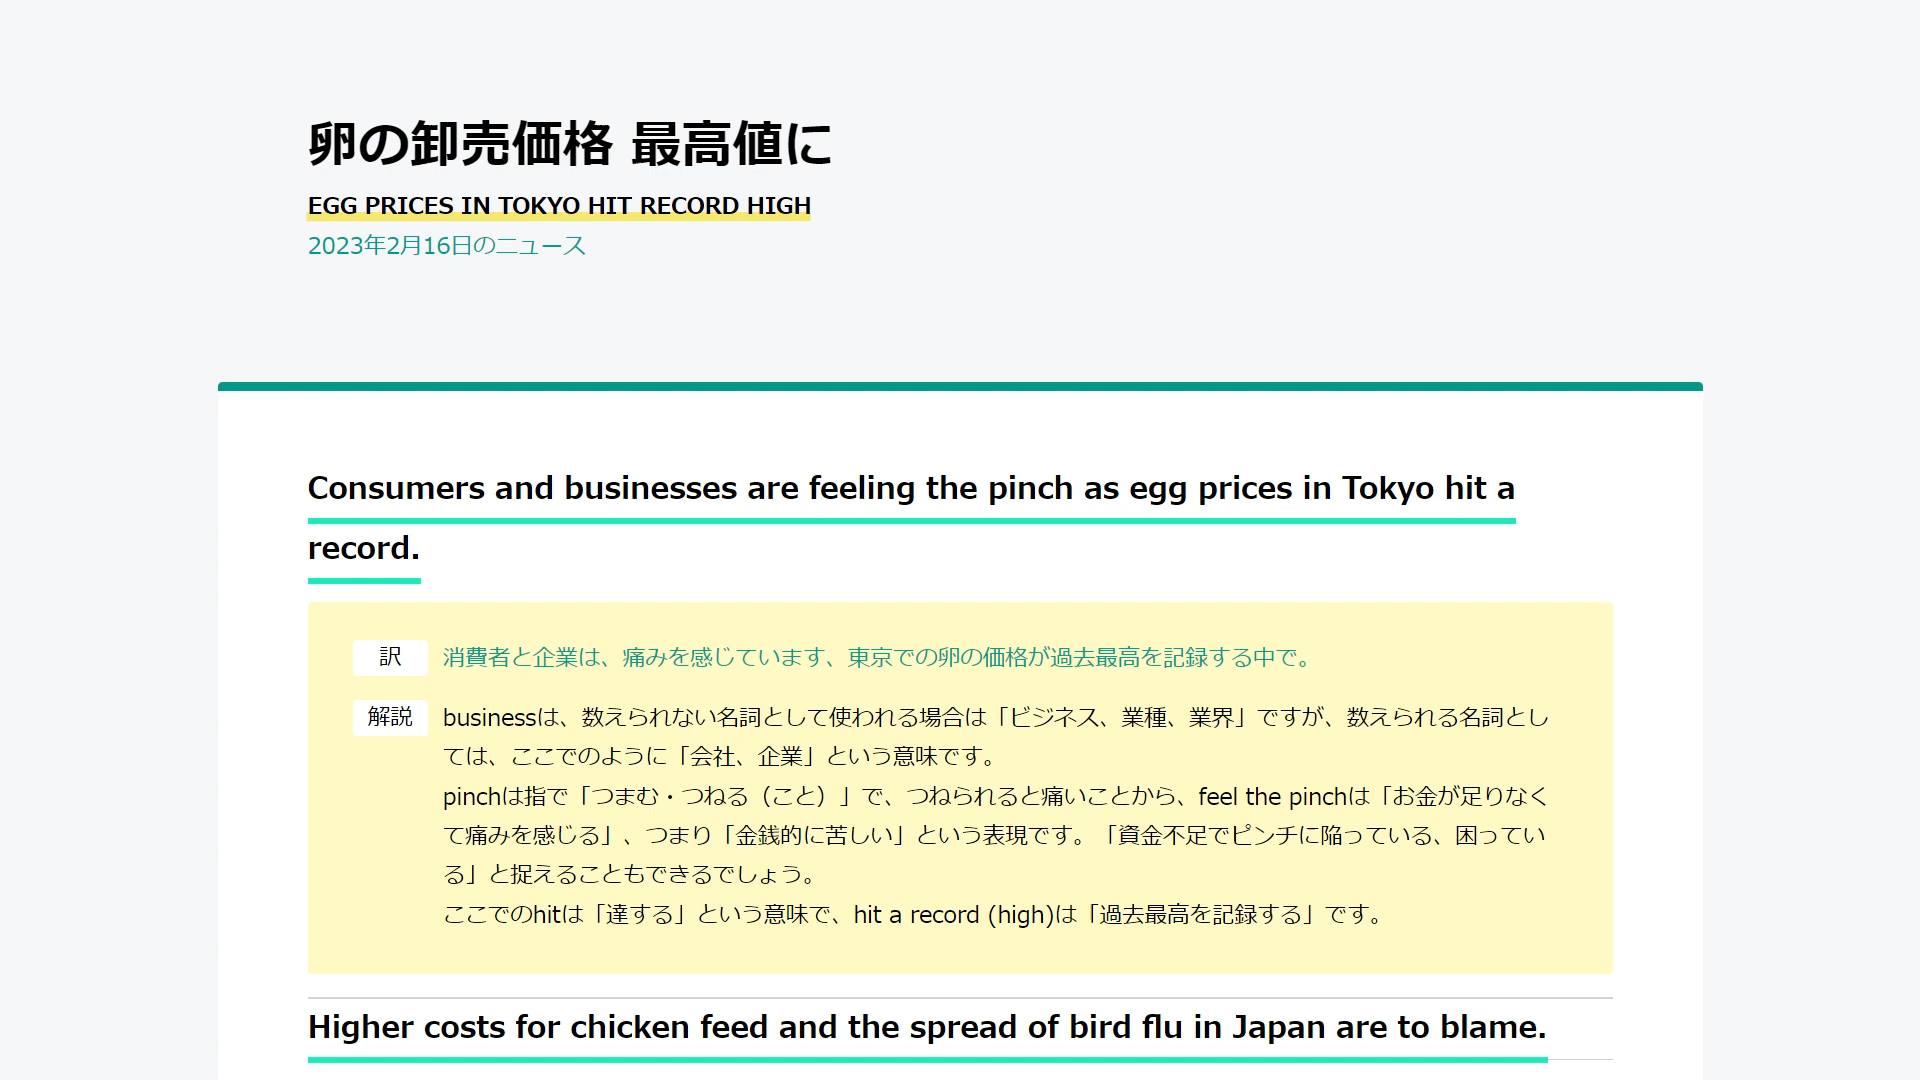 卵の卸売価格 最高値に
EGG PRICES IN TOKYO HIT RECORD HIGH
2023年2月16日のニュース
Consumers and businesses are feeling the pinch as egg prices in Tokyo hit a
record.
訳 消費者と企業は、痛みを感じています、東京での卵の価格が過去最高を記録する中で。
解説 businessは、数えられない名詞として使われる場合は「ビジネス、業種、業界」ですが、数えられる名詞とし
ては、ここでのように「会社、企業」という意味です。
pinchは指で「つまむ・つねる（こと）」で、つねられると痛いことから、feel the pinchは「お金が足りなく
て痛みを感じる」、つまり「金銭的に苦しい」という表現です。「資金不足でピンチに陥っている、困ってい
る」と捉えることもできるでしょう。
ここでのhitは「達する」という意味で、hit a record (high)は「過去最高を記録する」です。
Higher costs for chicken feed and the spread of bird flu in Japan are to blame.